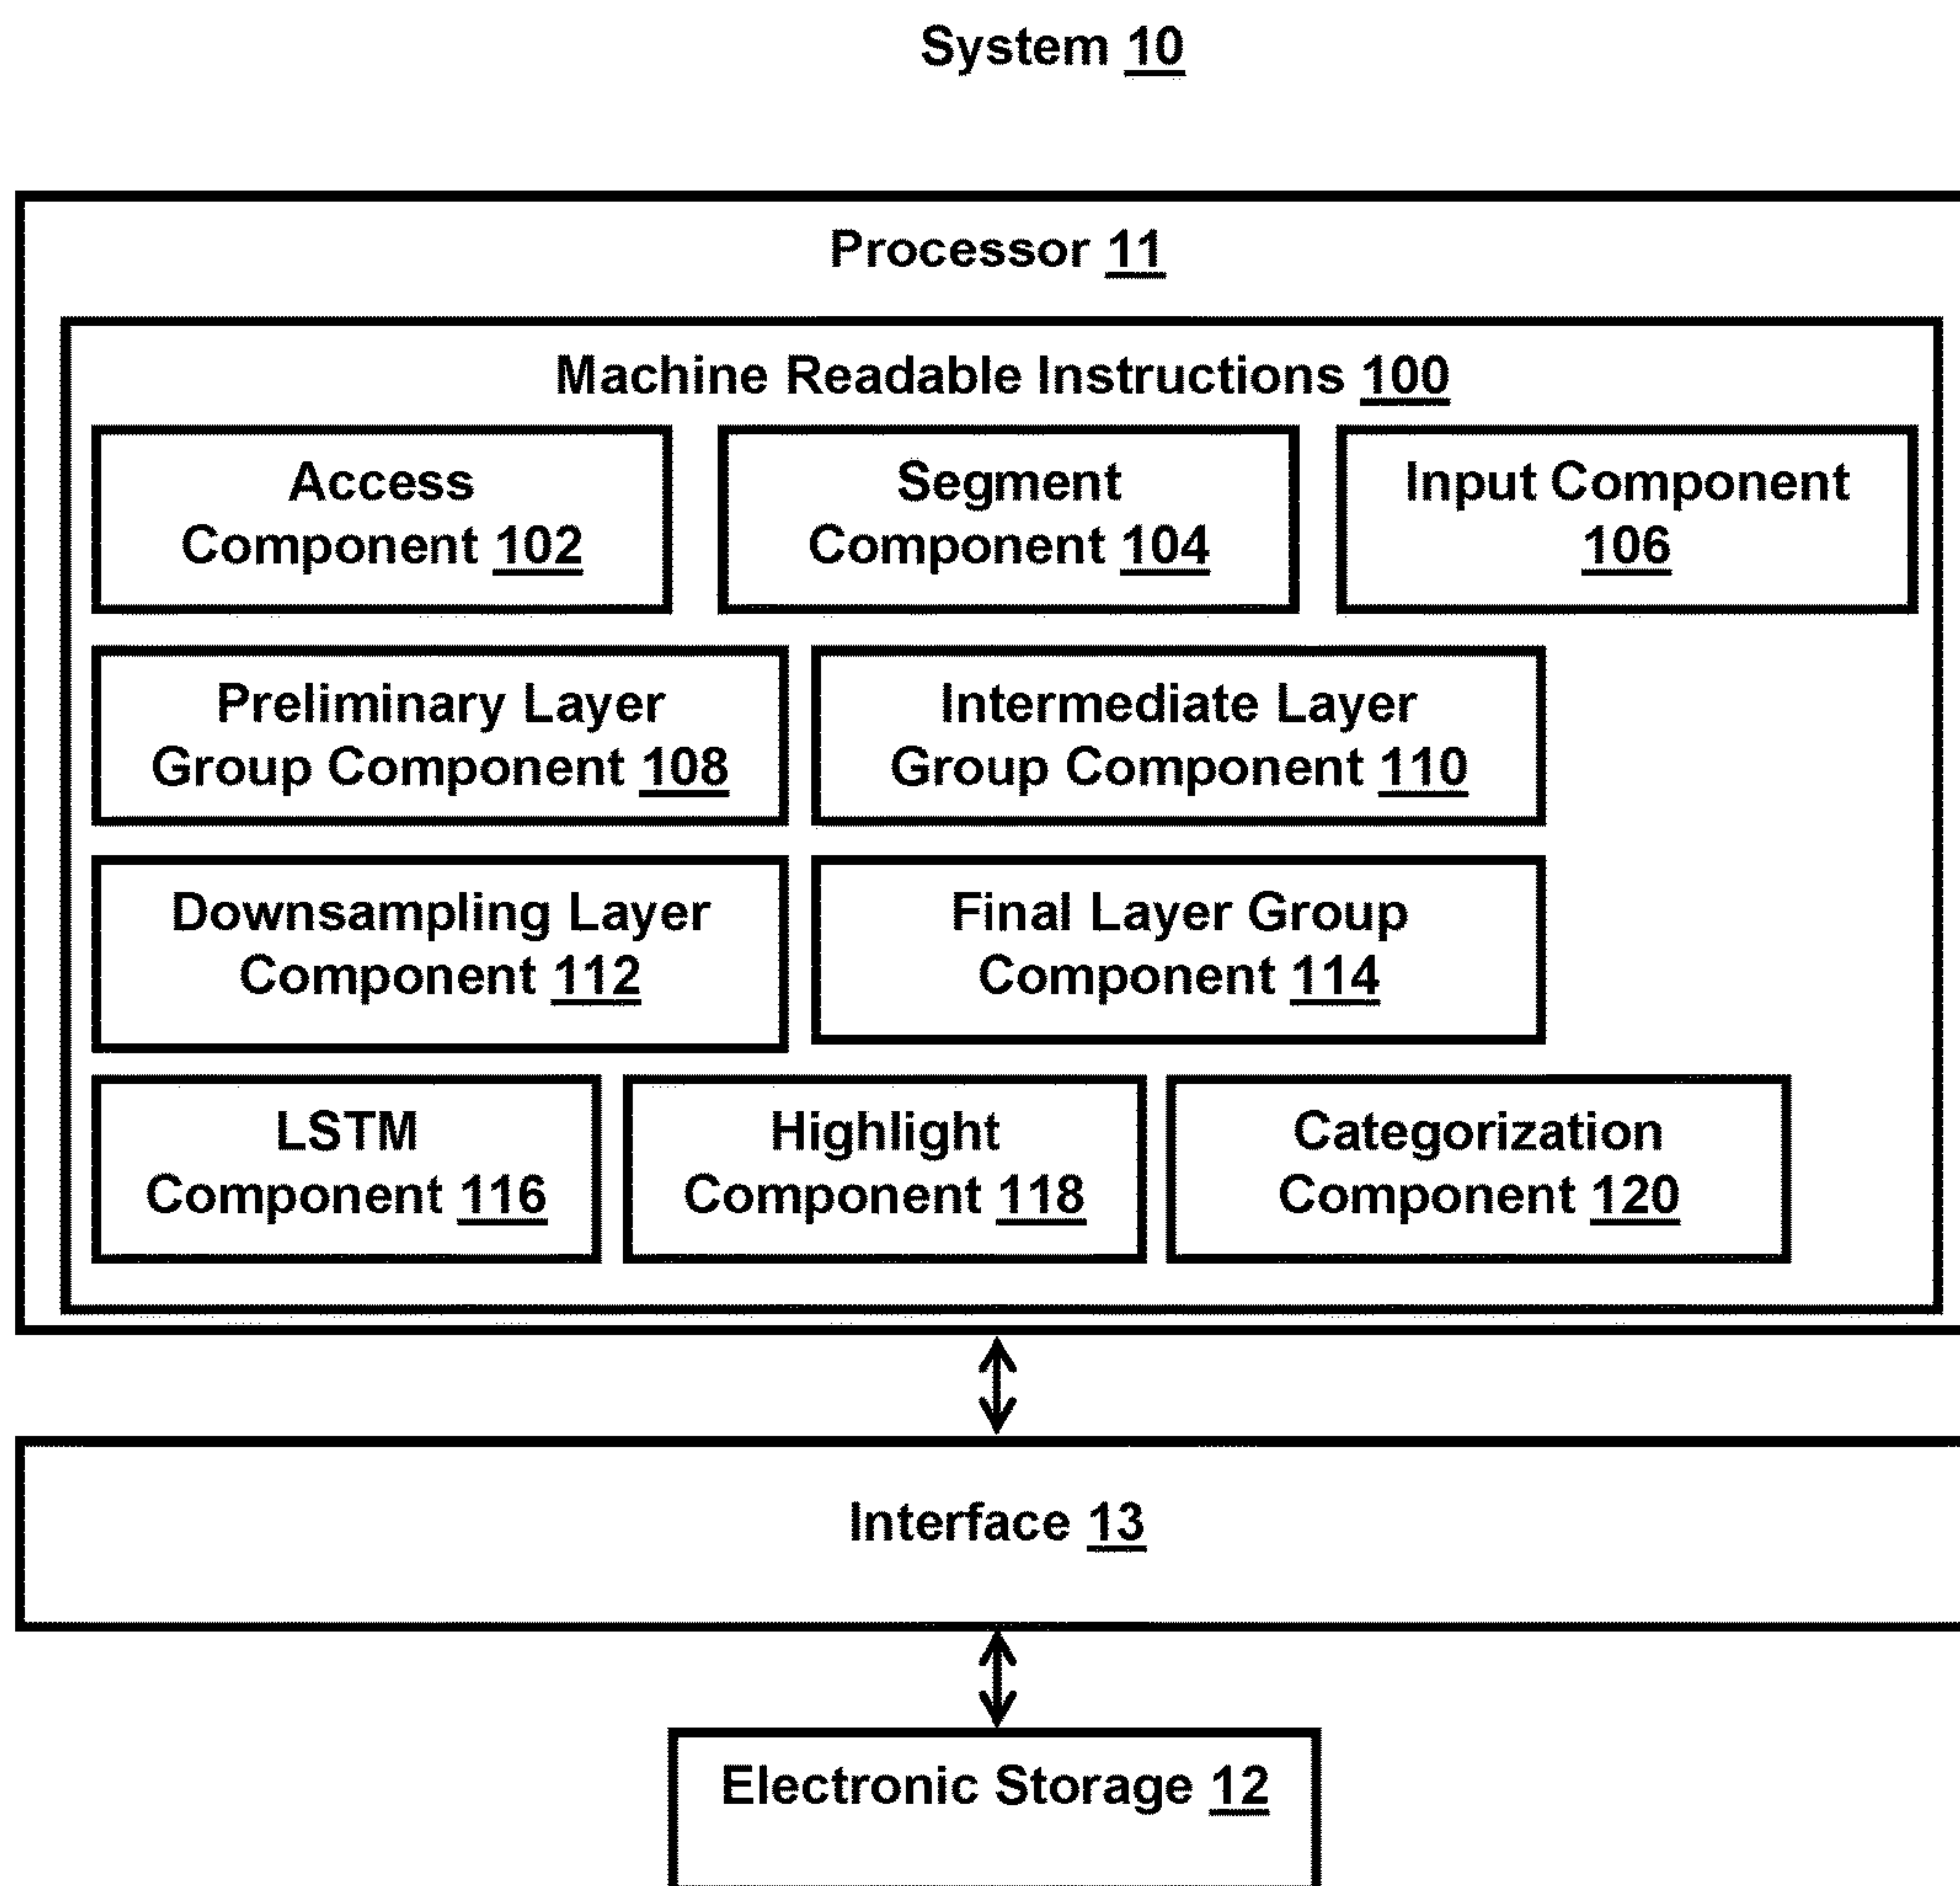 System 10
Processor 11
Machine Readable Instructions 100
Access
Component 102
Segment
Component 104
Input Component
106
Preliminary Layer
Group Component 108
Intermediate Layer
Group Component 110
Downsampling Layer
Component 112
Final Layer Group
Component 114
LSTM
Component 116
Highlight
Component 118
Categorization
Component 120
Interface 13
Electronic Storage 12